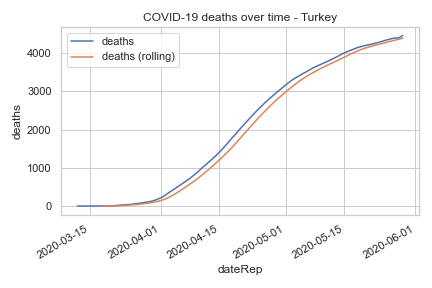 COVID-19 deaths over time - Turkey
deaths
deaths (rolling)
4000
3000
2000
1000
0
deaths
2020-03-15
2020-04-01
2020-04-15
2020-05-01
2020-05-15
2020-06-01
dateRep